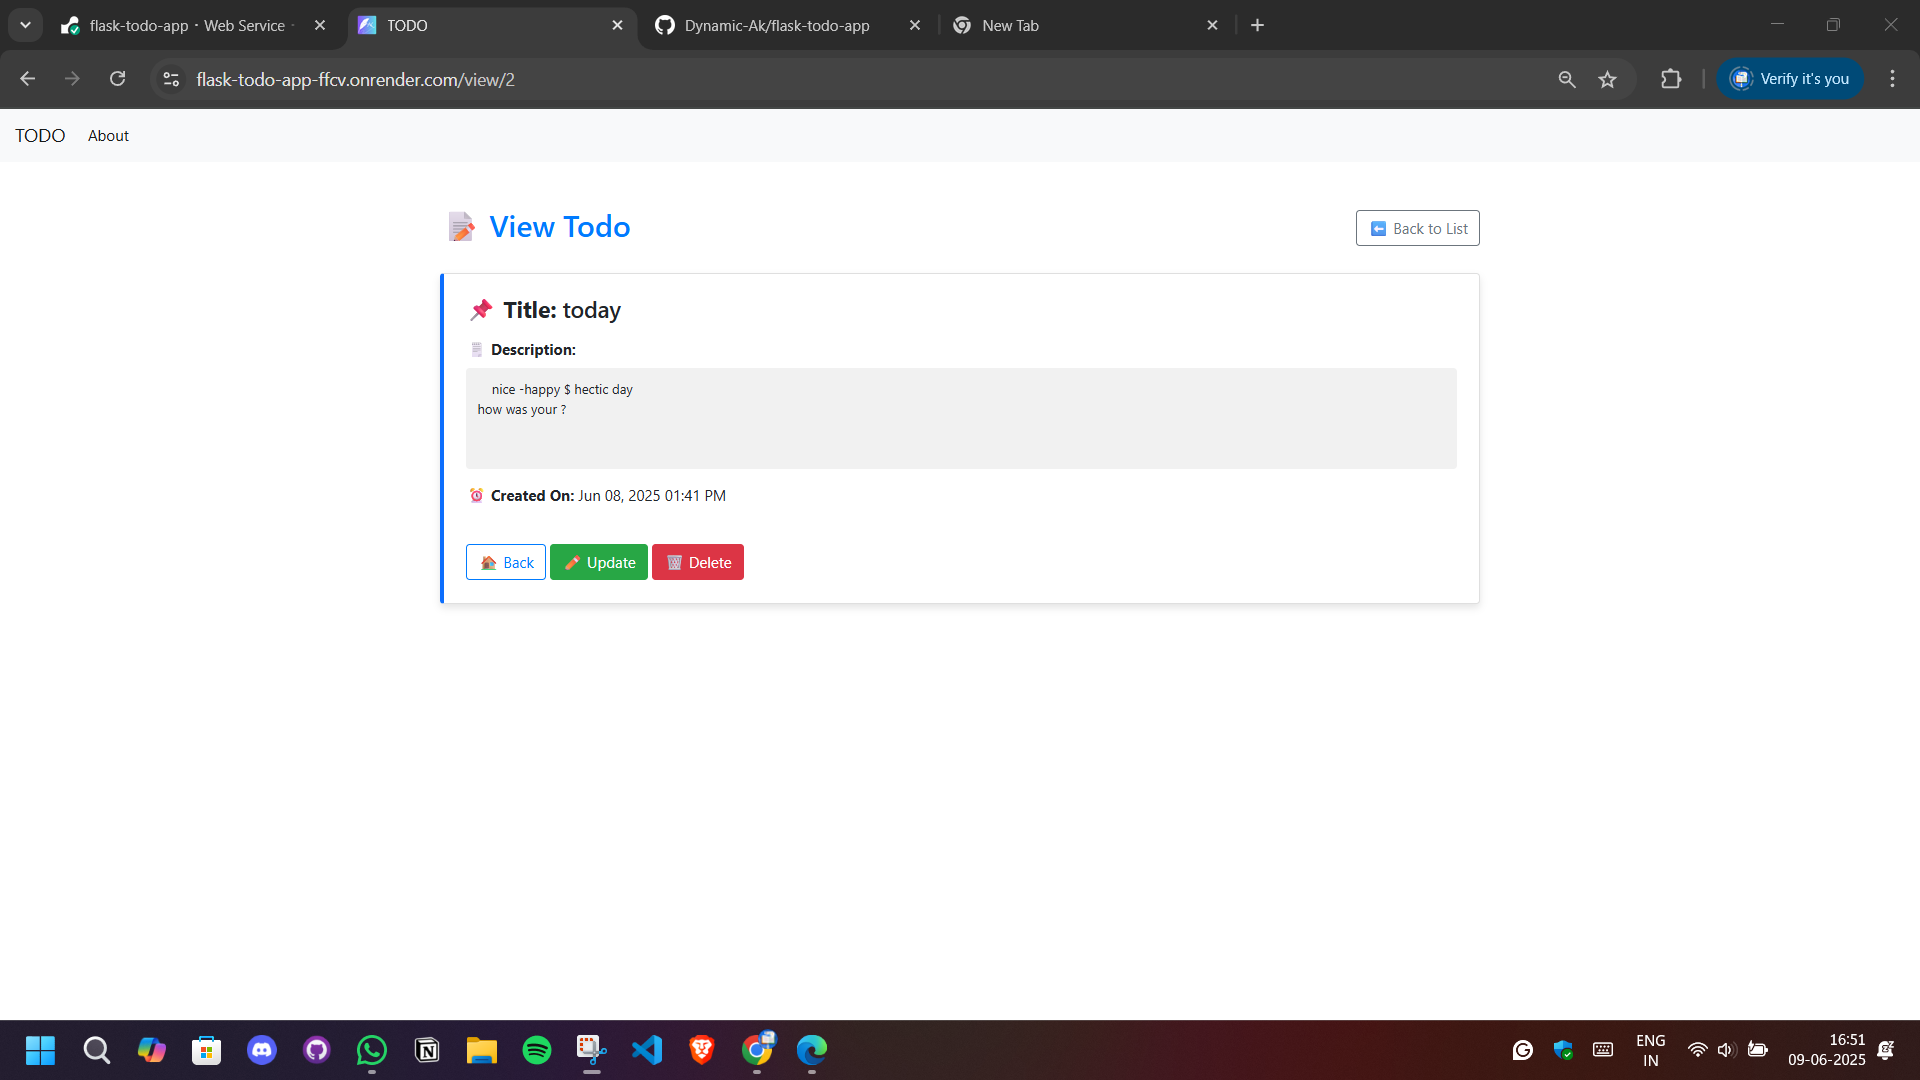 flask-todo-app · Web Service ·
TODO
Dynamic-Ak/flask-todo-app
New Tab
flask-todo-app-ffcv.onrender.com/view/2
Verify it's you
TODO About
View Todo
Back to List
Title: today
Description:
nice -happy $ hectic day
how was your ?
Created On: Jun 08, 2025 01:41 PM
Back
Update
Delete
ENG
IN
16:51
09-06-2025